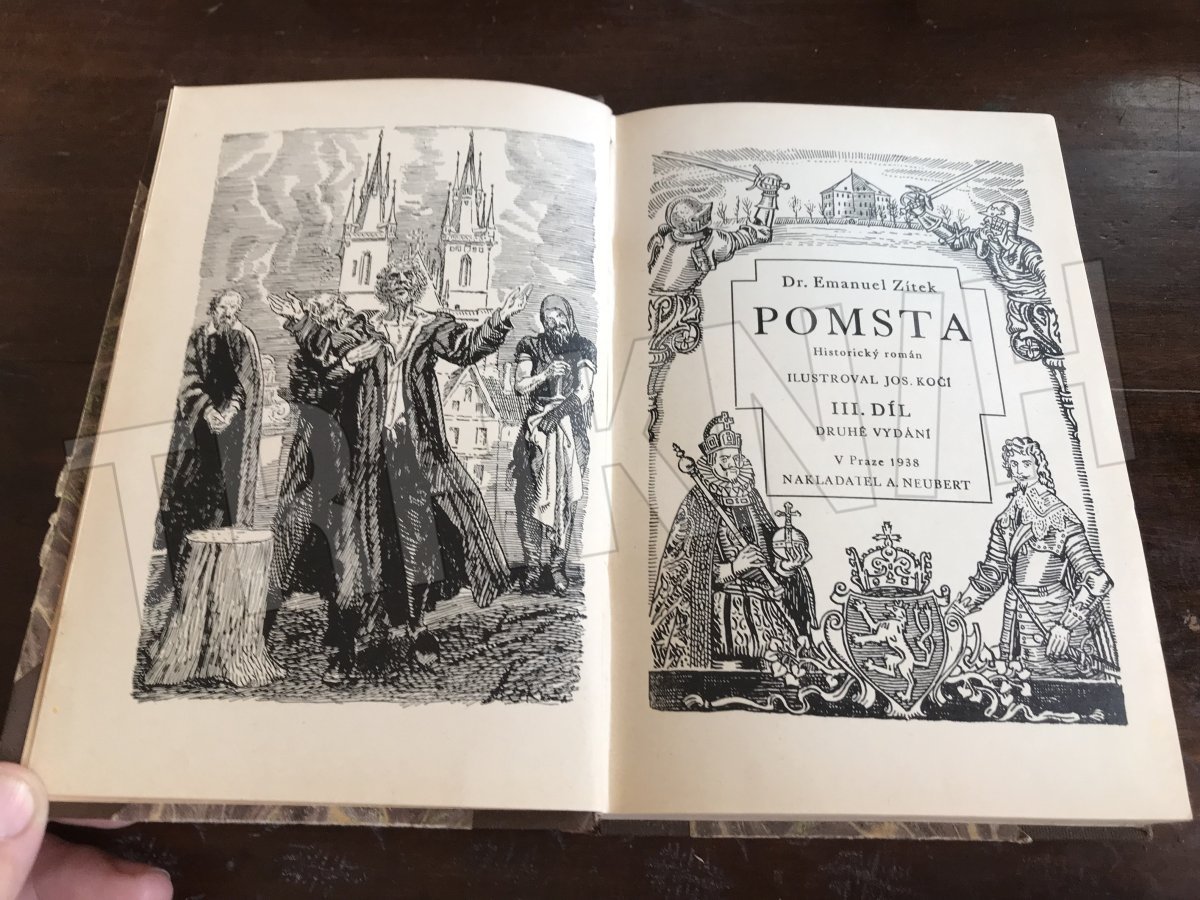 Dr. Emanuel Zítek
POMSTA
Historický román
ILUSTROVAL JOS. KOČÍ
III. DÍL
DRUHÉ VYDÁNÍ
V Praze 1938
NAKLADATEL A. NEUBERT